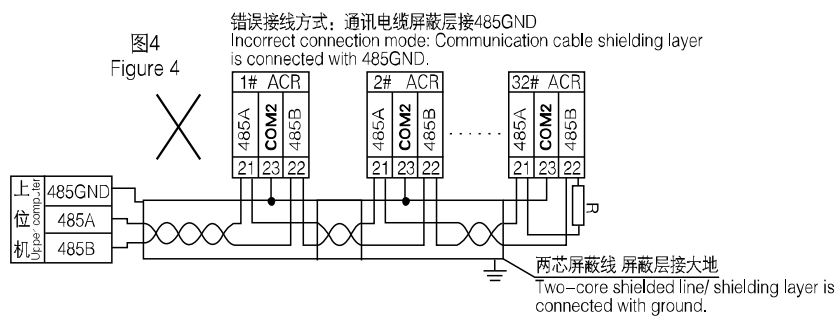 错误接线方式：通讯电缆屏蔽层接485GND
Incorrect connection mode: Communication cable shielding layer
is connected with 485GND.
图4
Figure 4
1# ACR
485A COM2 485B
21 23 22
2# ACR
485A COM2 485B
21 23 22
32# ACR
485A COM2 485B
21 23 22
上位机
Upper computer
485GND
485A
485B
R
两芯屏蔽线 屏蔽层接大地
Two-core shielded line/ shielding layer is
connected with ground.